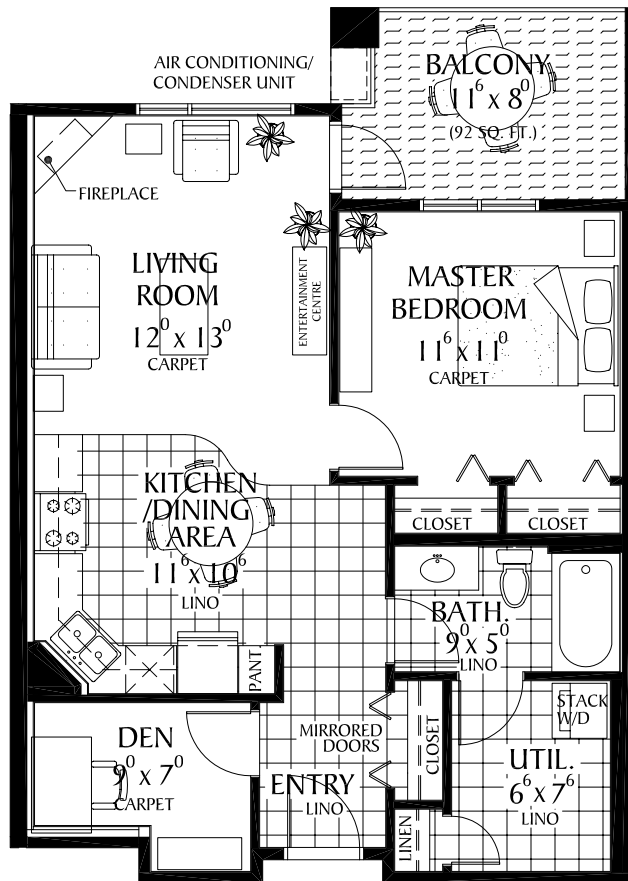 AIR CONDITIONING/
CONDENSER UNIT
BALCONY
11⁶ x 8⁰
(92 SQ. FT.)
FIREPLACE
LIVING
ROOM
12⁰ x 13⁰
CARPET
ENTERTAINMENT
CENTRE
MASTER
BEDROOM
11⁶ x 11⁰
CARPET
KITCHEN
/DINING
AREA
11⁶ x 10⁶
LINO
CLOSET
CLOSET
BATH.
9⁰ x 5⁰
LINO
PANT.
STACK
W/D
MIRRORED
DOORS
CLOSET
DEN
9⁰ x 7⁰
CARPET
ENTRY
LINO
UTIL.
6⁶ x 7⁶
LINO
LINEN